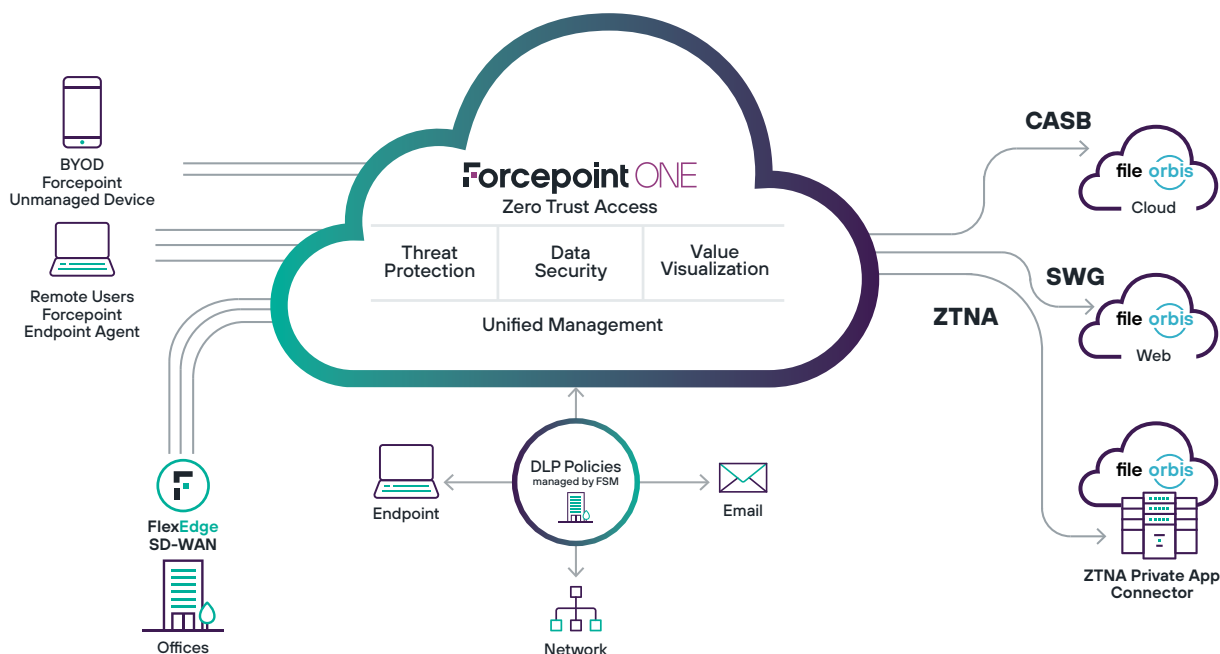 BYOD
Forcepoint
Unmanaged Device
Remote Users
Forcepoint
Endpoint Agent
FlexEdge
SD-WAN
Offices
Forcepoint ONE
Zero Trust Access
Threat
Protection
Data
Security
Value
Visualization
Unified Management
DLP Policies
managed by FSM
Endpoint
Email
Network
CASB
file orbis
Cloud
SWG
file orbis
Web
ZTNA
file orbis
ZTNA Private App
Connector